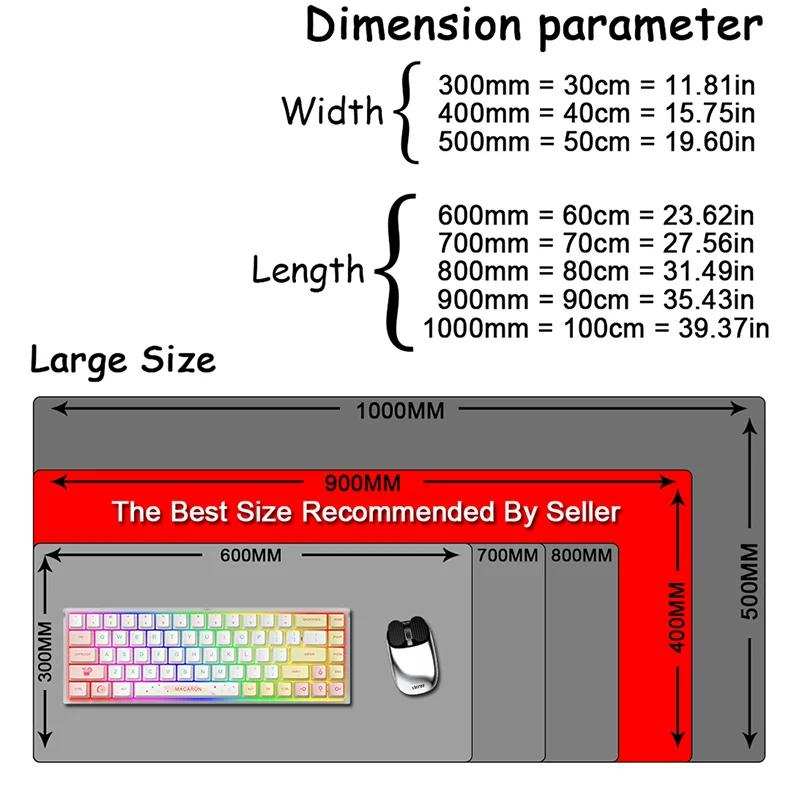 Dimension parameter
Width
300mm = 30cm = 11.81in
400mm = 40cm = 15.75in
500mm = 50cm = 19.60in
Length
600mm = 60cm = 23.62in
700mm = 70cm = 27.56in
800mm = 80cm = 31.49in
900mm = 90cm = 35.43in
1000mm = 100cm = 39.37in
Large Size
1000MM
900MM
The Best Size Recommended By Seller
600MM
700MM
800MM
300MM
400MM
500MM
MACARON